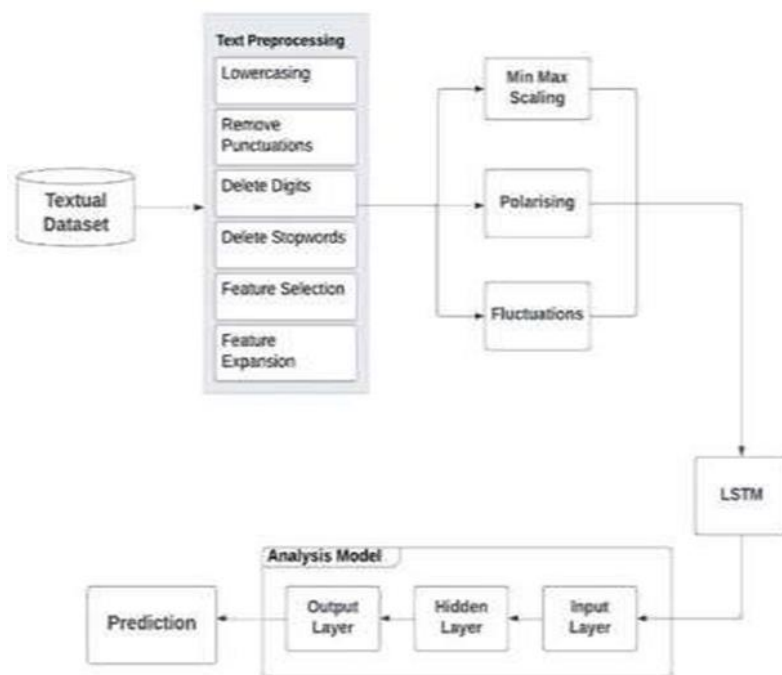 Text Preprocessing
Lowercasing
Remove
Punctuations
Delete Digits
Delete Stopwords
Feature Selection
Feature
Expansion
Textual
Dataset
Min Max
Scaling
Polarising
Fluctuations
LSTM
Analysis Model
Input
Layer
Hidden
Layer
Output
Layer
Prediction